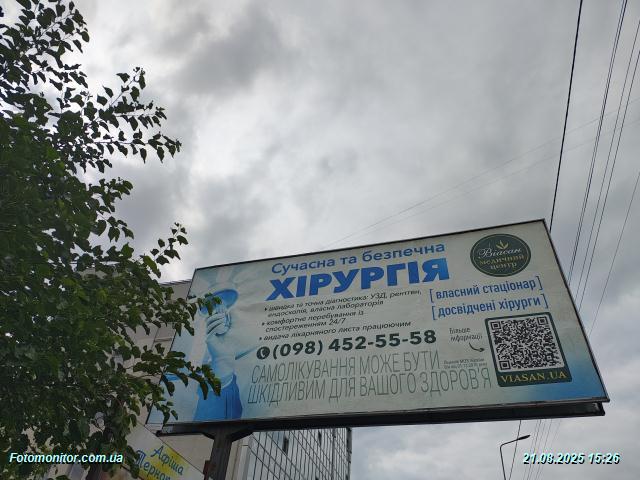 Сучасна та безпечна
ХІРУРГІЯ
• швидка та точна діагностика: УЗД, рентген,
ендоскопія, власна лабораторія
• комфортне перебування із
спостереженням 24/7
• видача лікарняного листа працюючим
(098) 452-55-58
САМОЛІКУВАННЯ МОЖЕ БУТИ
ШКІДЛИВИМ ДЛЯ ВАШОГО ЗДОРОВ'Я
Віасан
медичний
центр
[власний стаціонар]
[досвідчені хірурги]
Більше
інформації
VIASAN.UA
Афіша
Терноп
Fotomonitor.com.ua
21.08.2025 15:26